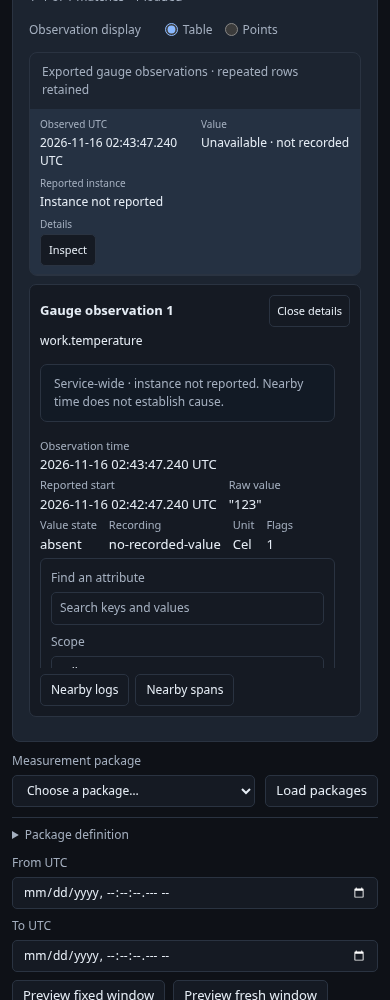 Observation display
Table
Points
Exported gauge observations · repeated rows
retained
Observed UTC
Value
2026-11-16 02:43:47.240
UTC
Unavailable · not recorded
Reported instance
Instance not reported
Details
Inspect
Gauge observation 1
Close details
work.temperature
Service-wide · instance not reported. Nearby
time does not establish cause.
Observation time
2026-11-16 02:43:47.240 UTC
Reported start
Raw value
2026-11-16 02:42:47.240 UTC
"123"
Value state
Recording
Unit
Flags
absent
no-recorded-value
Cel
1
Find an attribute
Search keys and values
Scope
Nearby logs
Nearby spans
Measurement package
Choose a package...
Load packages
Package definition
From UTC
mm/dd/yyyy, --:--:--.--- --
To UTC
mm/dd/yyyy, --:--:--.--- --
Preview fixed window
Preview fresh window